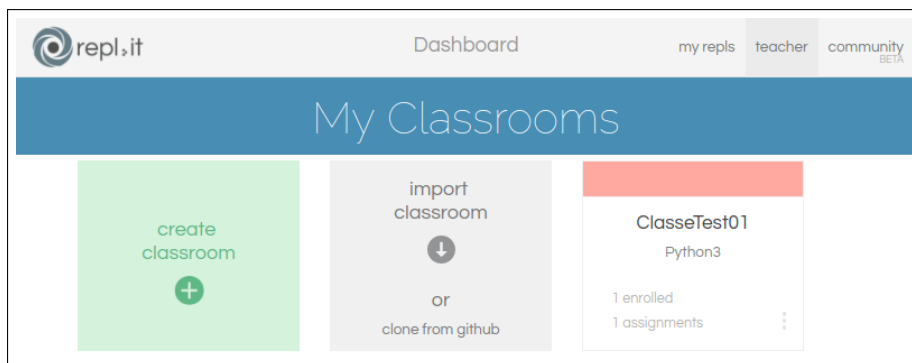 repl.it
Dashboard
my repls
teacher
community
BETA
My Classrooms
create
classroom
import
classroom
or
clone from github
ClasseTest01
Python3
1 enrolled
1 assignments